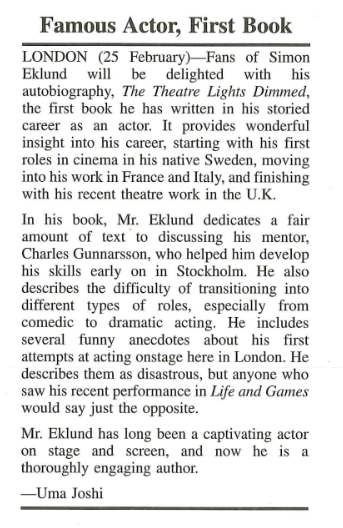 Famous Actor, First Book
LONDON (25 February)—Fans of Simon
Eklund will be delighted with his
autobiography, The Theatre Lights Dimmed,
the first book he has written in his storied
career as an actor. It provides wonderful
insight into his career, starting with his first
roles in cinema in his native Sweden, moving
into his work in France and Italy, and finishing
with his recent theatre work in the U.K.
In his book, Mr. Eklund dedicates a fair
amount of text to discussing his mentor,
Charles Gunnarsson, who helped him develop
his skills early on in Stockholm. He also
describes the difficulty of transitioning into
different types of roles, especially from
comedic to dramatic acting. He includes
several funny anecdotes about his first
attempts at acting onstage here in London. He
describes them as disastrous, but anyone who
saw his recent performance in Life and Games
would say just the opposite.
Mr. Eklund has long been a captivating actor
on stage and screen, and now he is a
thoroughly engaging author.
—Uma Joshi